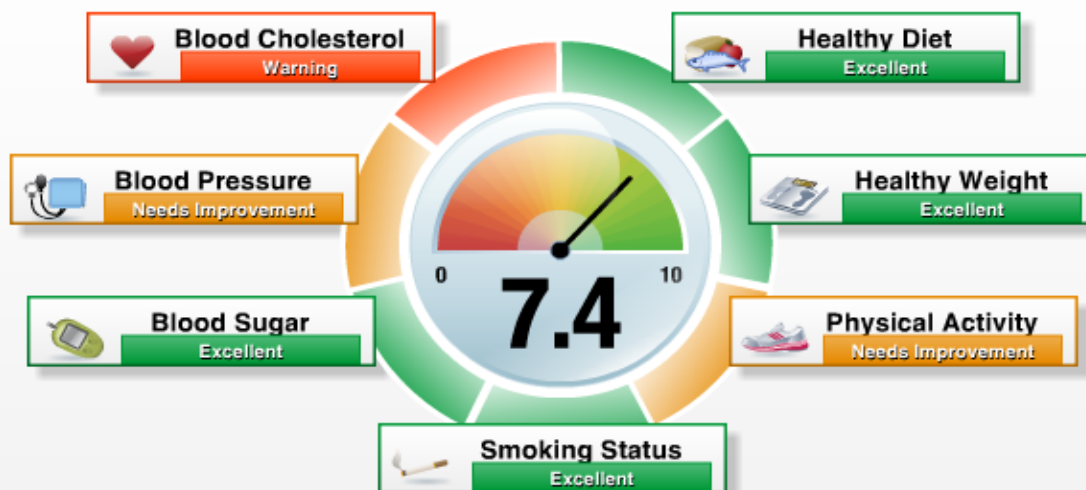 Blood Cholesterol
Warning
Healthy Diet
Excellent
Blood Pressure
Needs Improvement
Healthy Weight
Excellent
0
10
7.4
Blood Sugar
Excellent
Physical Activity
Needs Improvement
Smoking Status
Excellent